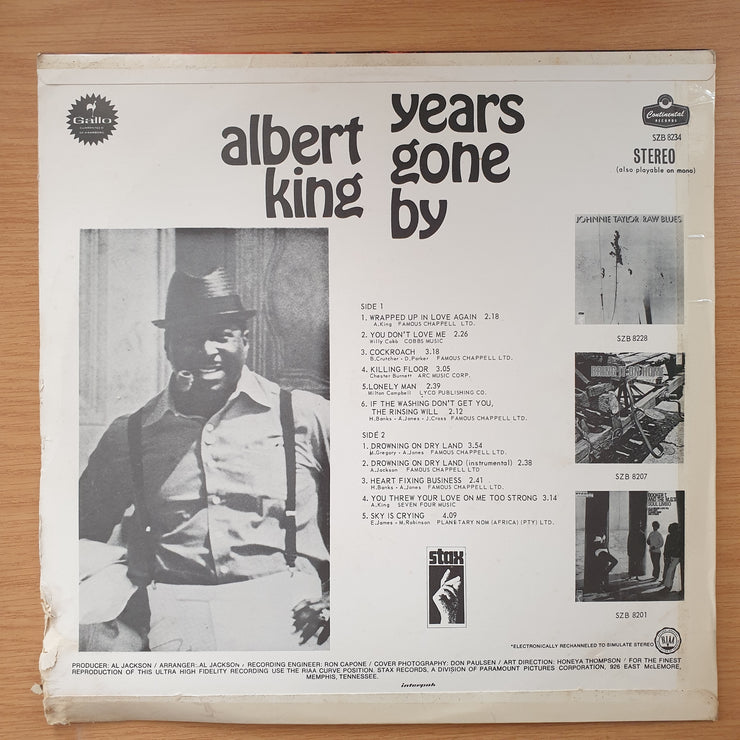 Gallo
albert
king
years
gone
by
Continental
RECORDS
SZB 8234
STEREO
(also playable on mono)
JOHNNIE TAYLOR RAW BLUES
SZB 8228
SZB 8207
BOOKER T
AND THE M.G.'S
SOUL LIMBO
SZB 8201
SIDE 1
1. WRAPPED UP IN LOVE AGAIN 2.18
A.King FAMOUS CHAPPELL LTD.
2. YOU DON'T LOVE ME 2.26
Willy Cobb COBBS MUSIC
3. COCKROACH 3.18
B.Crutcher - D.Parker FAMOUS CHAPPELL LTD.
4. KILLING FLOOR 3.05
Chester Burnett ARC MUSIC CORP.
5.LONELY MAN 2.39
Milton Campbell LYCO PUBLISHING CO.
6. IF THE WASHING DON'T GET YOU,
THE RINSING WILL 2.12
H.Banks - A.Jones - J.Cross FAMOUS CHAPPELL LTD.
SIDE 2
1. DROWNING ON DRY LAND 3.54
M.Gregory - A.Jones FAMOUS CHAPPELL LTD.
2. DROWNING ON DRY LAND (instrumental) 2.38
A.Jackson FAMOUS CHAPPELL LTD
3. HEART FIXING BUSINESS 2.41
H.Banks - A.Jones FAMOUS CHAPPELL LTD.
4. YOU THREW YOUR LOVE ON ME TOO STRONG 3.14
A.King SEVEN FOUR MUSIC
5. SKY IS CRYING 4.09
E.James - M.Robinson PLANETARY NOM (AFRICA) (PTY) LTD.
stax
*ELECTRONICALLY RECHANNELED TO SIMULATE STEREO
RIAA
PRODUCER: AL JACKSON / ARRANGER: AL JACKSON / RECORDING ENGINEER: RON CAPONE / COVER PHOTOGRAPHY: DON PAULSEN / ART DIRECTION: HONEYA THOMPSON / FOR THE FINEST
REPRODUCTION OF THIS ULTRA HIGH FIDELITY RECORDING USE THE RIAA CURVE POSITION. STAX RECORDS, A DIVISION OF PARAMOUNT PICTURES CORPORATION, 926 EAST McLEMORE,
MEMPHIS, TENNESSEE.
interpak